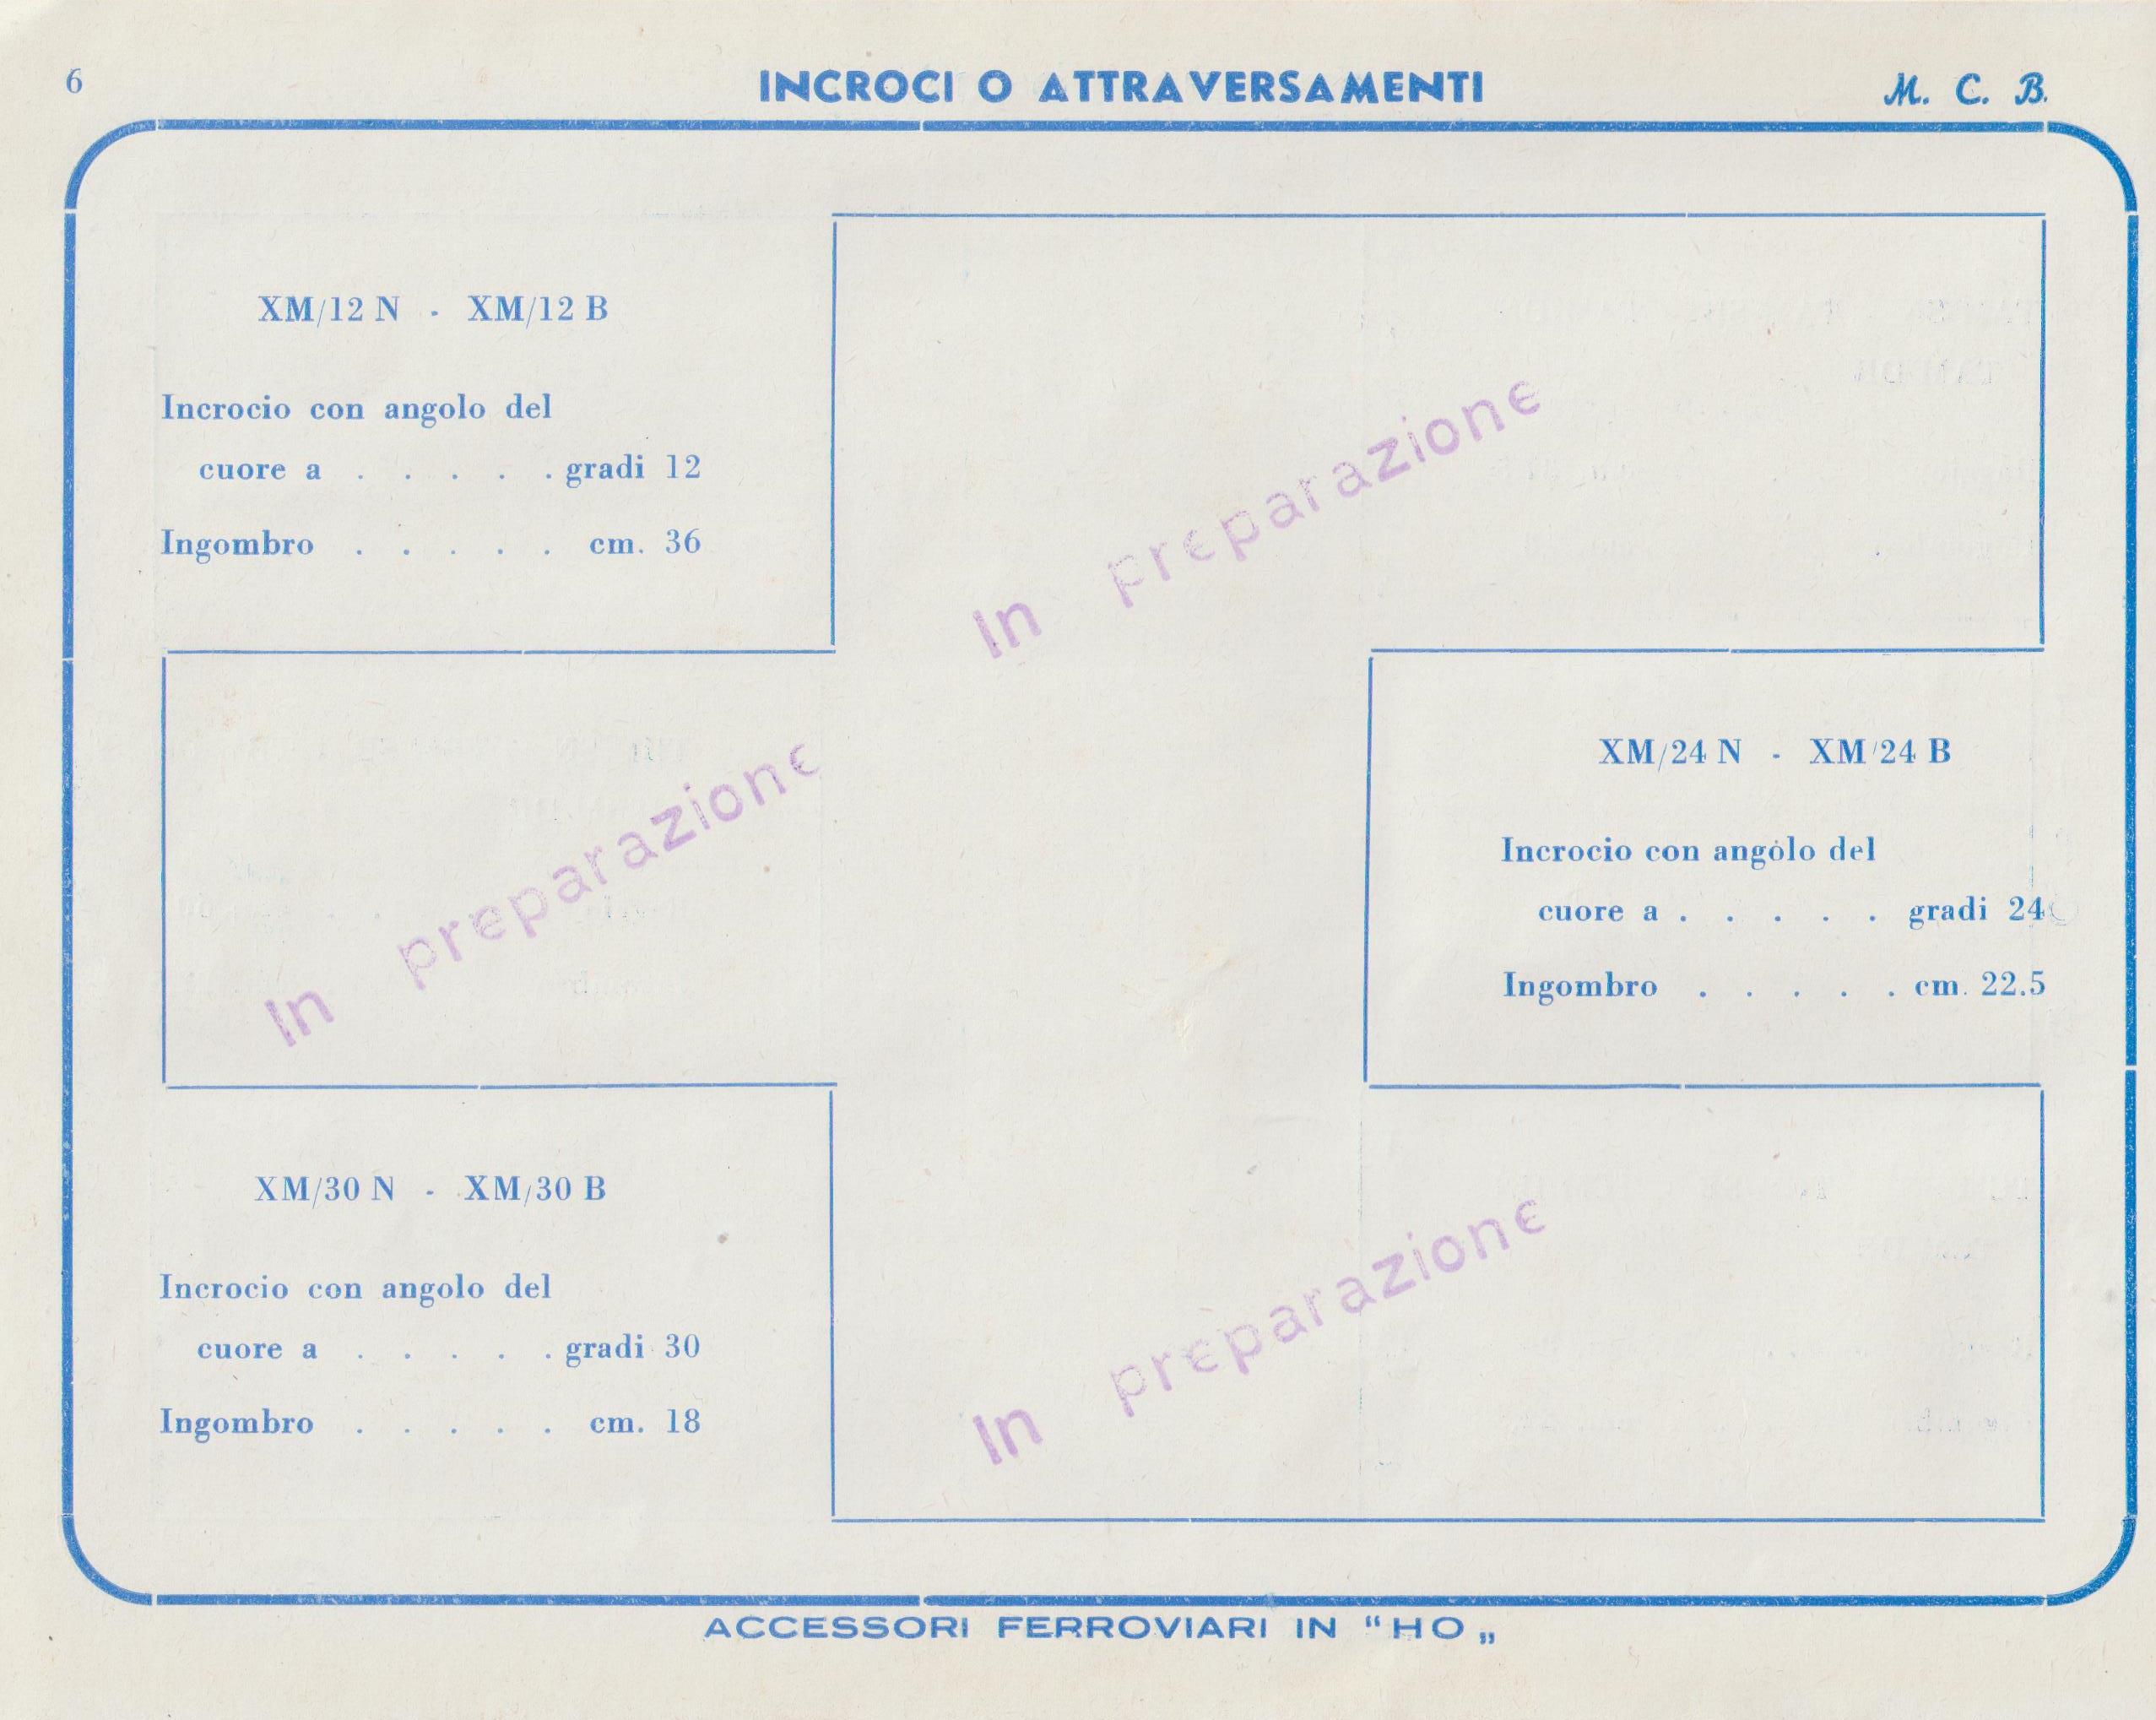 6
INCROCI O ATTRAVERSAMENTI
M. C. B.
XM/12 N - XM/12 B
Incrocio con angolo del
cuore a . . . . . gradi 12
Ingombro . . . . . cm. 36
In preparazione
In preparazione
XM/24 N - XM/24 B
Incrocio con angolo del
cuore a . . . . . gradi 24
Ingombro . . . . . cm. 22.5
XM/30 N - XM/30 B
Incrocio con angolo del
cuore a . . . . . gradi 30
Ingombro . . . . . cm. 18
In preparazione
ACCESSORI FERROVIARI IN “HO„